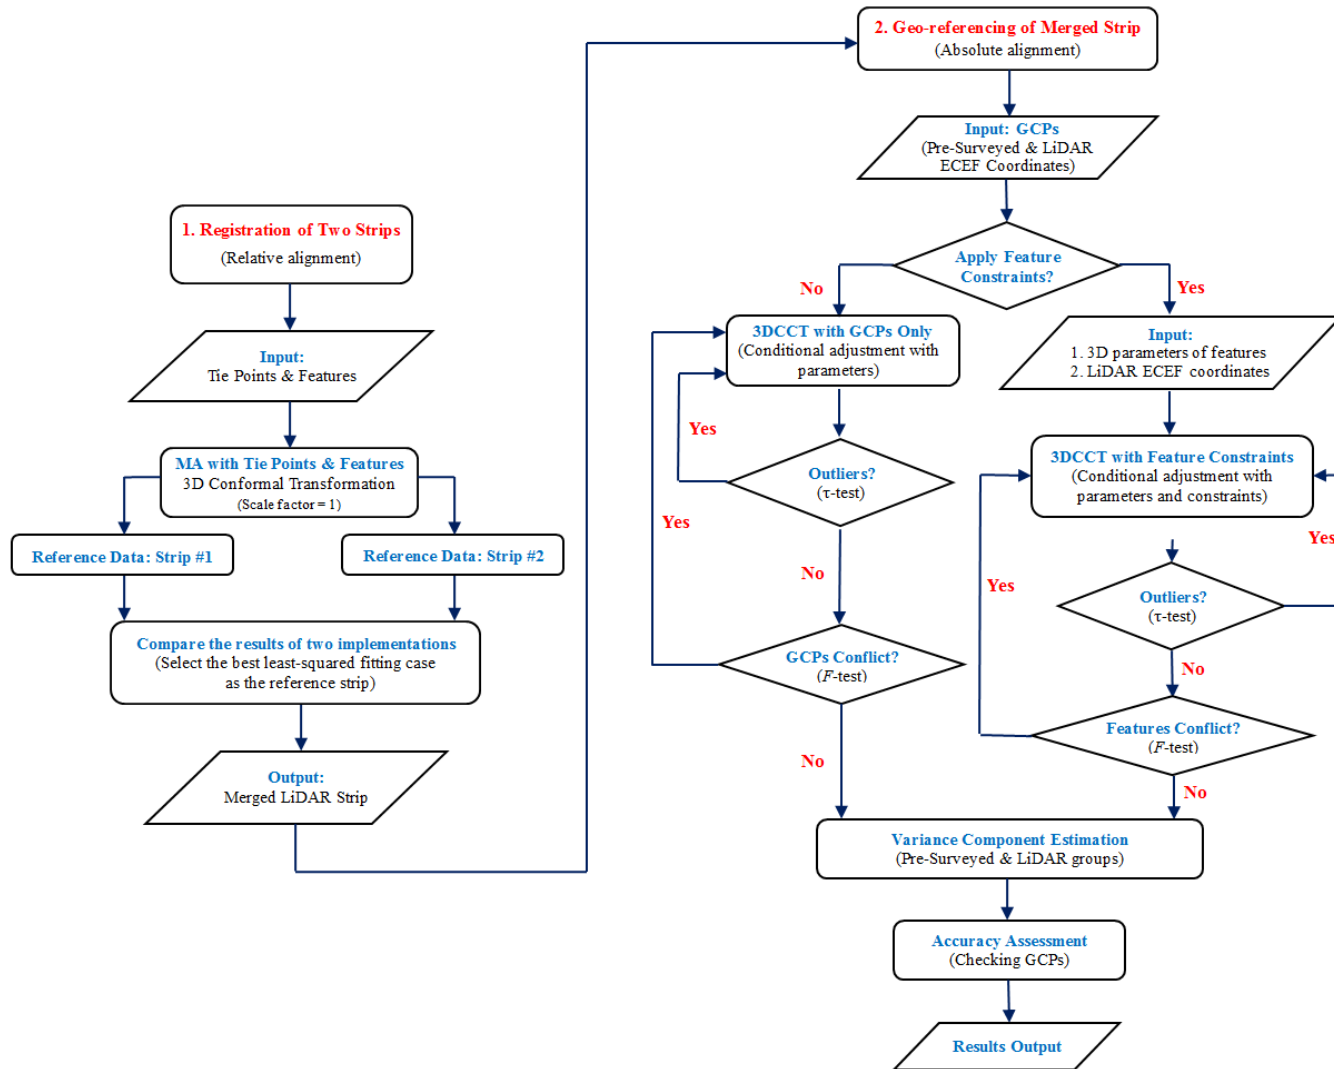 1. Registration of Two Strips
(Relative alignment)
Input:
Tie Points & Features
MA with Tie Points & Features
3D Conformal Transformation
(Scale factor = 1)
Reference Data: Strip #1
Reference Data: Strip #2
Compare the results of two implementations
(Select the best least-squared fitting case
as the reference strip)
Output:
Merged LiDAR Strip
2. Geo-referencing of Merged Strip
(Absolute alignment)
Input: GCPs
(Pre-Surveyed & LiDAR
ECEF Coordinates)
Apply Feature
Constraints?
No
Yes
3DCCT with GCPs Only
(Conditional adjustment with
parameters)
Yes
Outliers?
(τ-test)
Yes
No
GCPs Conflict?
(F-test)
No
Input:
1. 3D parameters of features
2. LiDAR ECEF coordinates
3DCCT with Feature Constraints
(Conditional adjustment with
parameters and constraints)
Yes
Yes
Outliers?
(τ-test)
No
Features Conflict?
(F-test)
No
Variance Component Estimation
(Pre-Surveyed & LiDAR groups)
Accuracy Assessment
(Checking GCPs)
Results Output